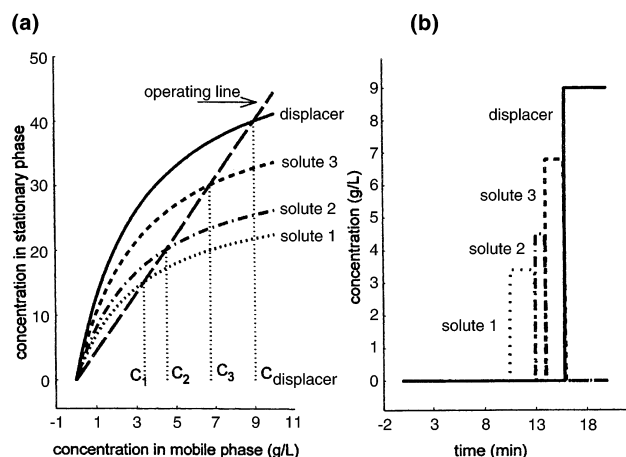 (a)
50
40
30
20
10
0
concentration in stationary phase
operating line
displacer
solute 3
solute 2
solute 1
C1
C2
C3
Cdisplacer
-1
1
3
5
7
9
11
concentration in mobile phase (g/L)
(b)
9
8
7
6
5
4
3
2
1
0
concentration (g/L)
displacer
solute 3
solute 2
solute 1
-2
3
8
13
18
time (min)